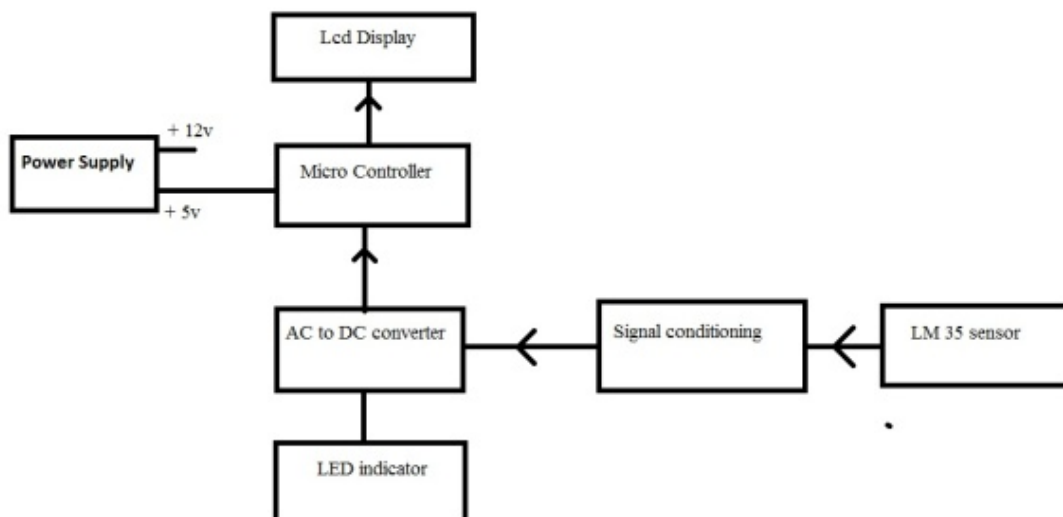 Lcd Display
+ 12v
Power Supply
Micro Controller
+ 5v
AC to DC converter
Signal conditioning
LM 35 sensor
LED indicator